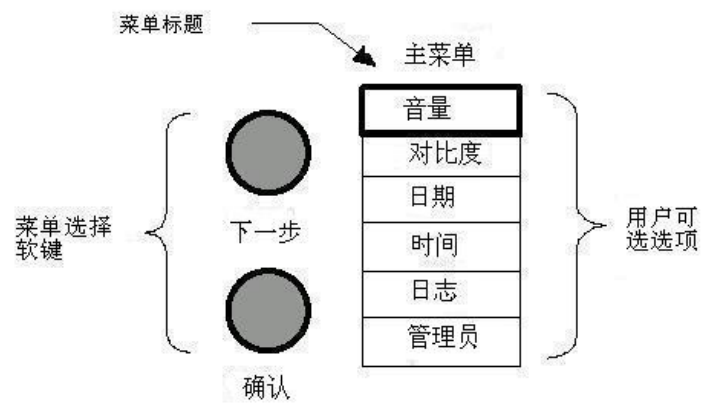 菜单标题
主菜单
音量
对比度
日期
时间
日志
管理员
菜单选择
软键
下一步
确认
用户可
选选项